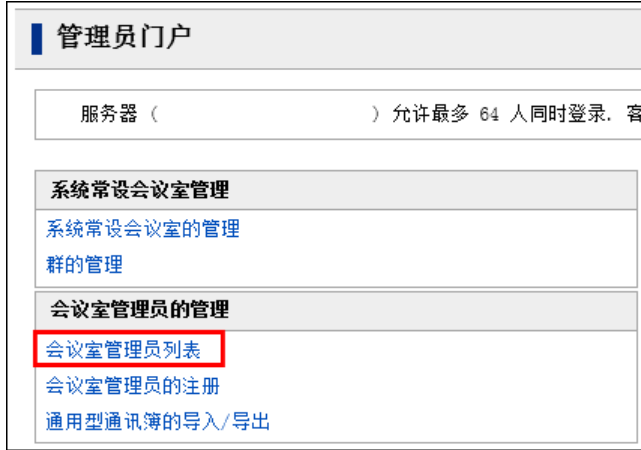 管理员门户
服务器（ ）允许最多 64 人同时登录. 客
系统常设会议室管理
系统常设会议室的管理
群的管理
会议室管理员的管理
会议室管理员列表
会议室管理员的注册
通用型通讯簿的导入/导出